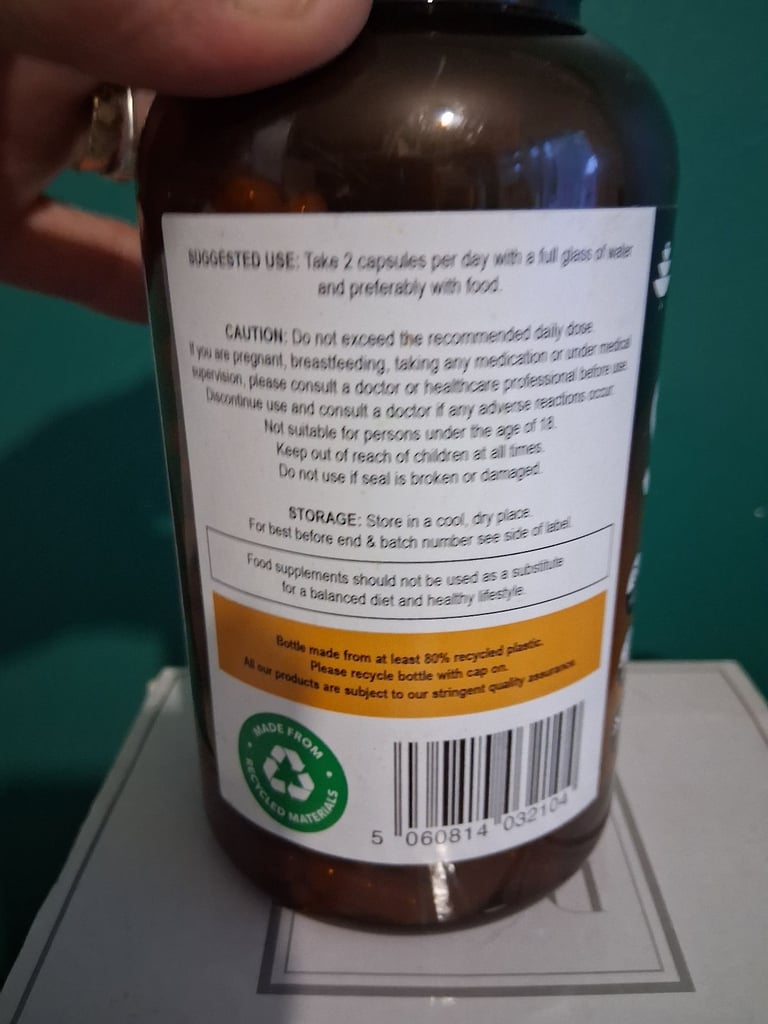 SUGGESTED USE: Take 2 capsules per day with a full glass of water
and preferably with food.
CAUTION: Do not exceed the recommended daily dose.
If you are pregnant, breastfeeding, taking any medication or under medical
supervision, please consult a doctor or healthcare professional before use.
Discontinue use and consult a doctor if any adverse reactions occur.
Not suitable for persons under the age of 18.
Keep out of reach of children at all times.
Do not use if seal is broken or damaged.
STORAGE: Store in a cool, dry place.
For best before end & batch number see side of label.
Food supplements should not be used as a substitute
for a balanced diet and healthy lifestyle.
Bottle made from at least 80% recycled plastic.
Please recycle bottle with cap on.
All our products are subject to our stringent quality assurance.
MADE FROM
RECYCLED MATERIALS
5 060814 032104